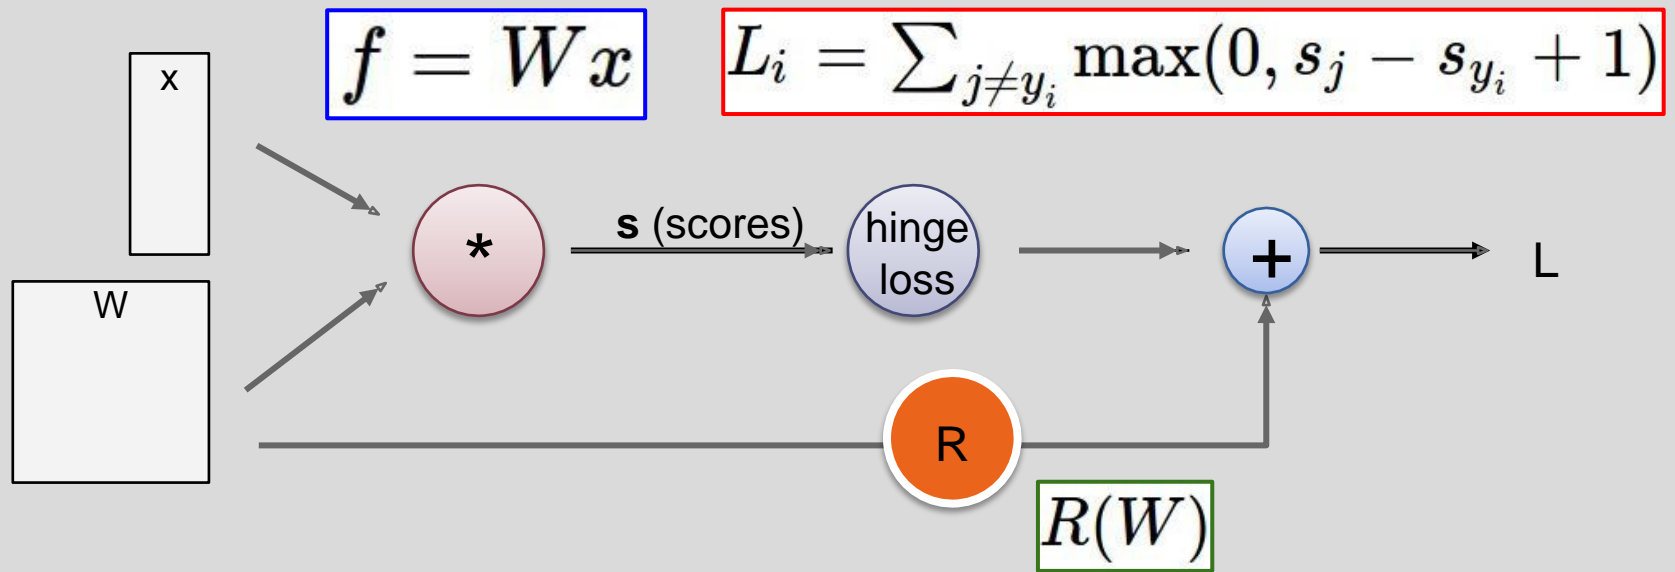 f = Wx
L_i = ∑_{j≠y_i} max(0, s_j − s_{y_i} + 1)
x
W
*
s (scores)
hinge
loss
+
L
R
R(W)